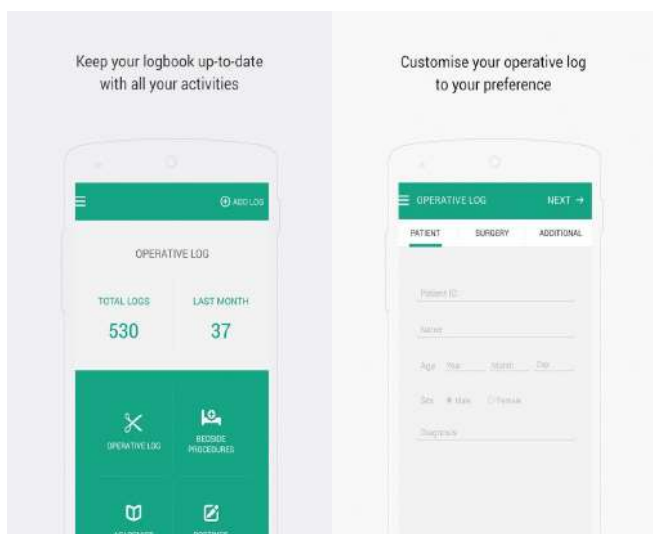 Keep your logbook up-to-date
with all your activities
ADD LOG
OPERATIVE LOG
TOTAL LOGS
LAST MONTH
530
37
OPERATIVE LOG
BEDSIDE
PROCEDURES
Customise your operative log
to your preference
OPERATIVE LOG
NEXT →
PATIENT
SURGERY
ADDITIONAL
Patient ID
Name
Age Year Month Day
Sex Male Female
Diagnosis